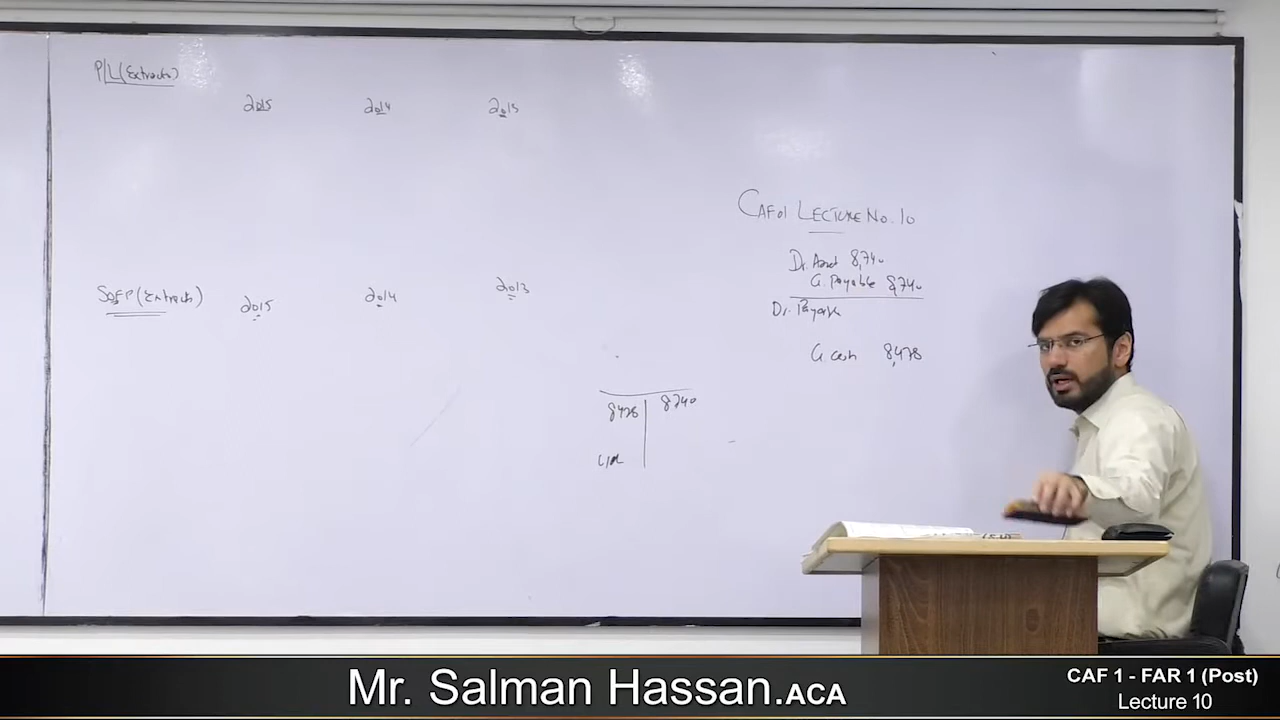 P/L (Extracts)
2015 2014 2013
CAF01 LECTURE NO. 10
Dr. Asset 8,740
Cr. Payable 8,740
Dr. Payable
Cr. Cash 8,478
SOFP (Extracts)
2015 2014 2013
8478 8740
c/d
Mr. Salman Hassan.ACA
CAF 1 - FAR 1 (Post)
Lecture 10